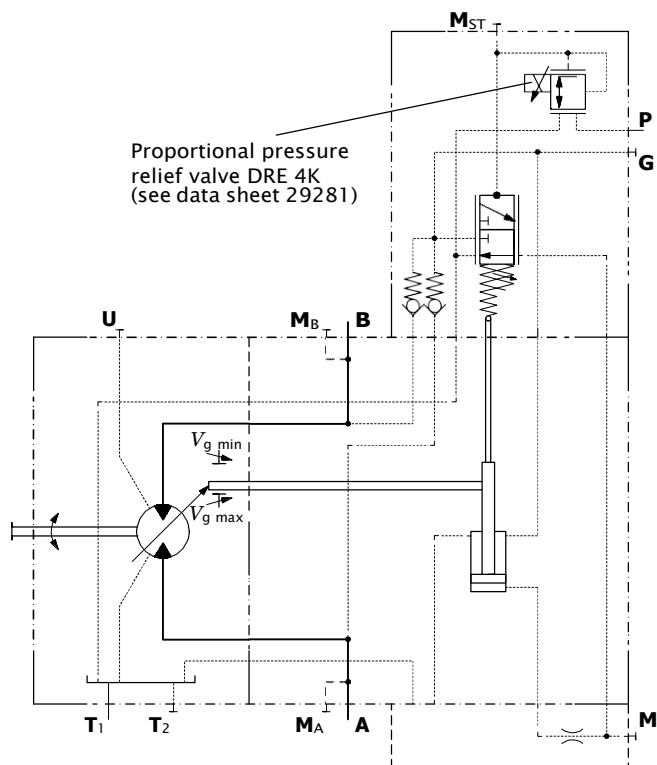 MST
P
G
Proportional pressure
relief valve DRE 4K
(see data sheet 29281)
U
MB
B
Vg min
Vg max
T1
T2
MA
A
M